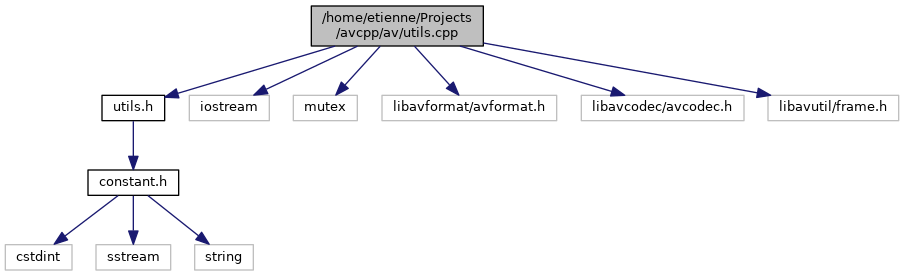 /home/etienne/Projects
/avcpp/av/utils.cpp
utils.h
iostream
mutex
libavformat/avformat.h
libavcodec/avcodec.h
libavutil/frame.h
constant.h
cstdint
sstream
string